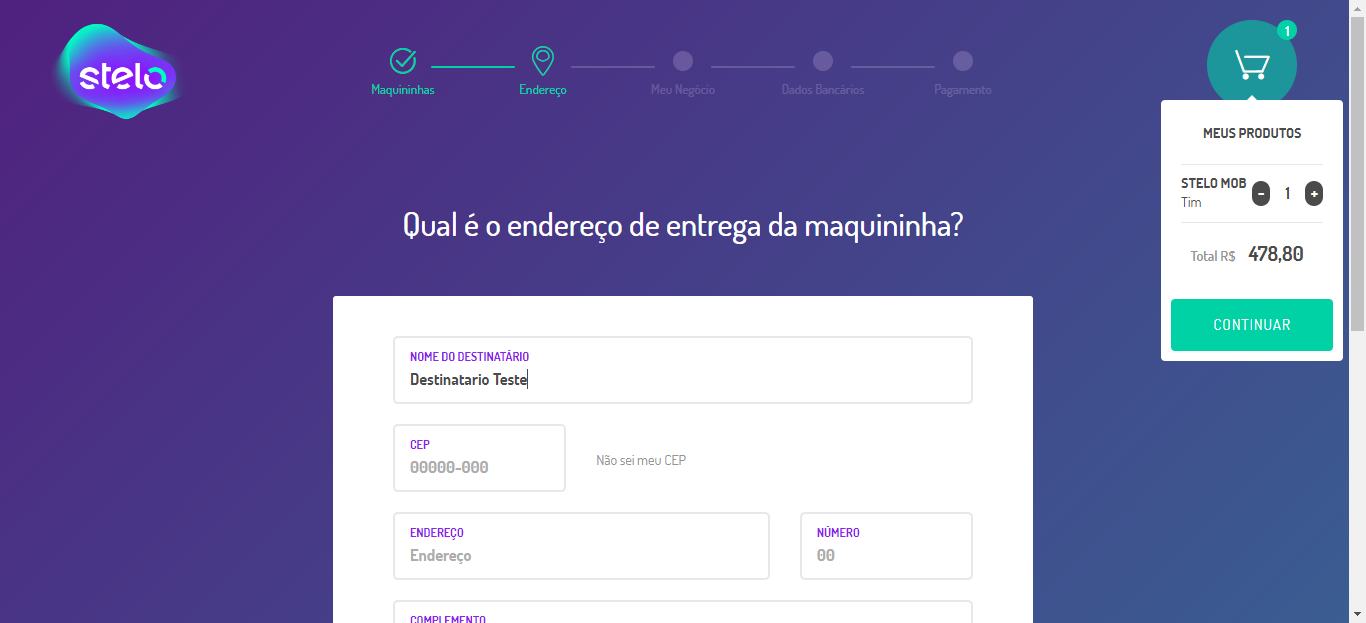 stelo
Maquininhas
Endereço
Meu Negócio
Dados Bancários
Pagamento
1
MEUS PRODUTOS
STELO MOB
Tim
- 1 +
Total R$ 478,80
CONTINUAR
Qual é o endereço de entrega da maquininha?
NOME DO DESTINATÁRIO
Destinatario Teste
CEP
00000-000
Não sei meu CEP
ENDEREÇO
Endereço
NÚMERO
00
COMPLEMENTO